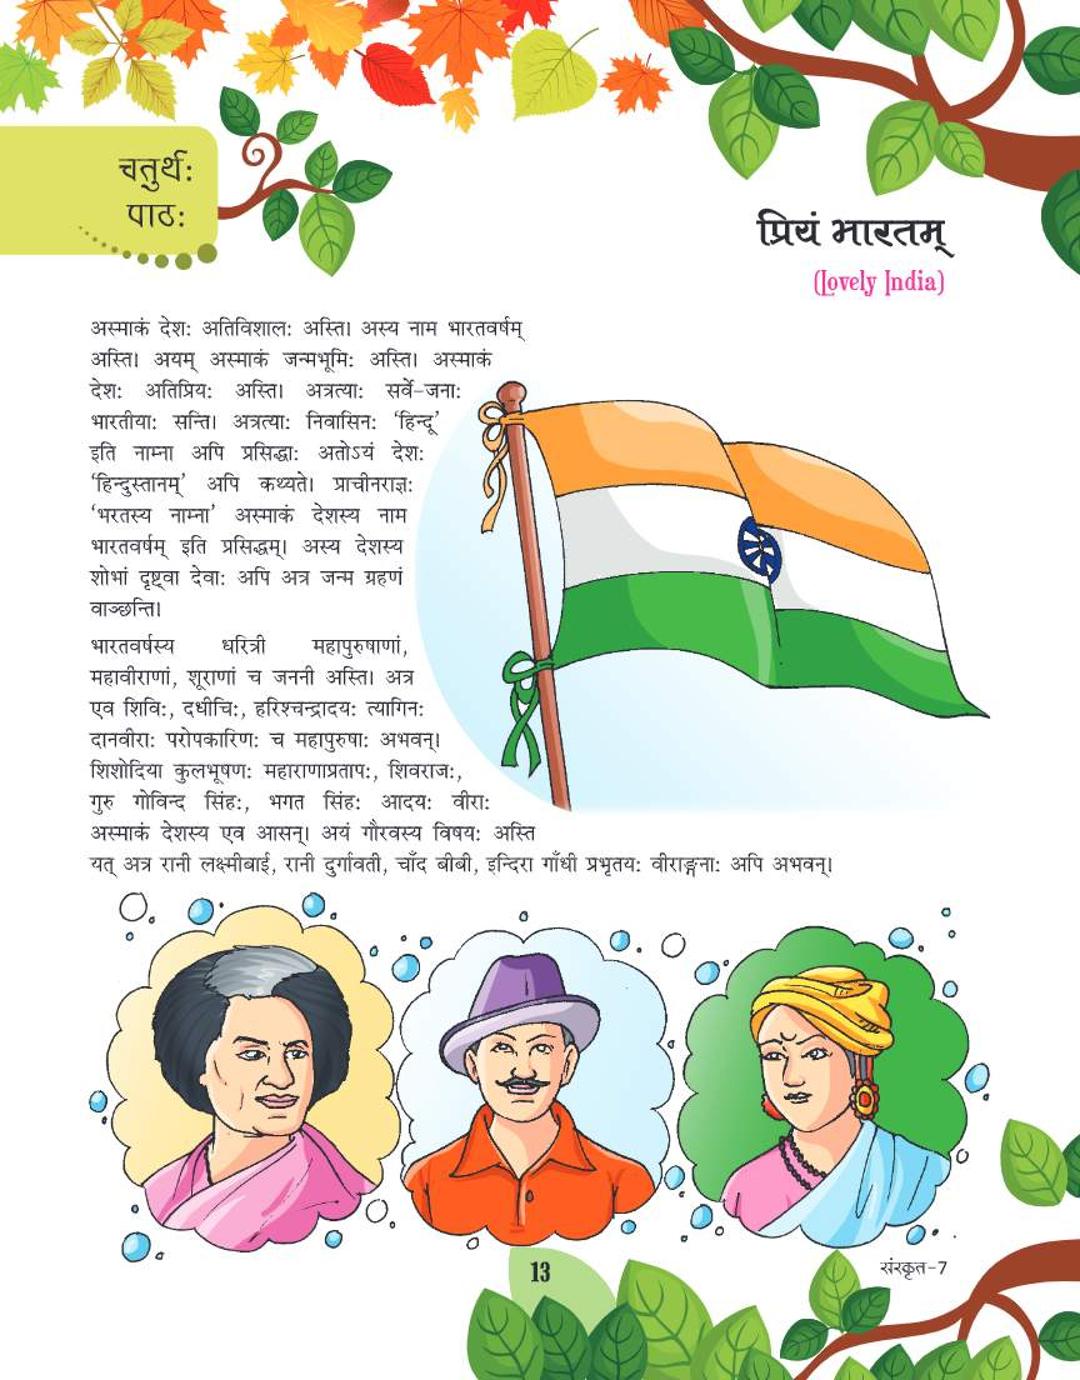 चतुर्थः
पाठः
प्रियं भारतम्
(Lovely India)
अस्माकं देशः अतिविशालः अस्ति। अस्य नाम भारतवर्षम्
अस्ति। अयम् अस्माकं जन्मभूमिः अस्ति। अस्माकं
देशः अतिप्रियः अस्ति। अत्रत्याः सर्वे-जनाः
भारतीयाः सन्ति। अत्रत्याः निवासिनः ‘हिन्दू’
इति नाम्ना अपि प्रसिद्धाः अतोऽयं देशः
‘हिन्दुस्तानम्’ अपि कथ्यते। प्राचीनराज्ञः
‘भरतस्य नाम्ना’ अस्माकं देशस्य नाम
भारतवर्षम् इति प्रसिद्धम्। अस्य देशस्य
शोभां दृष्ट्वा देवाः अपि अत्र जन्म ग्रहणं
वाञ्छन्ति।
भारतवर्षस्य धरित्री महापुरुषाणां,
महावीराणां, शूराणां च जननी अस्ति। अत्र
एव शिविः, दधीचिः, हरिश्चन्द्रादयः त्यागिनः
दानवीराः परोपकारिणः च महापुरुषाः अभवन्।
शिशोदिया कुलभूषणः महाराणाप्रतापः, शिवराजः,
गुरु गोविन्द सिंहः, भगत सिंहः आदयः वीराः
अस्माकं देशस्य एव आसन्। अयं गौरवस्य विषयः अस्ति
यत् अत्र रानी लक्ष्मीबाई, रानी दुर्गावती, चाँद बीबी, इन्दिरा गाँधी प्रभृतयः वीराङ्गनाः अपि अभवन्।
13
संस्कृत-7